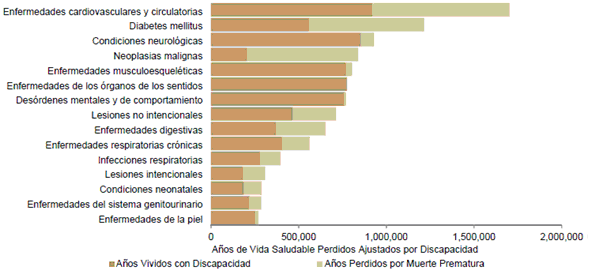 Enfermedades cardiovasculares y circulatorias
Diabetes mellitus
Condiciones neurológicas
Neoplasias malignas
Enfermedades musculoesqueléticas
Enfermedades de los órganos de los sentidos
Desórdenes mentales y de comportamiento
Lesiones no intencionales
Enfermedades digestivas
Enfermedades respiratorias crónicas
Infecciones respiratorias
Lesiones intencionales
Condiciones neonatales
Enfermedades del sistema genitourinario
Enfermedades de la piel
0 500,000 1,000,000 1,500,000 2,000,000
Años de Vida Saludable Perdidos Ajustados por Discapacidad
Años Vividos con Discapacidad Años Perdidos por Muerte Prematura